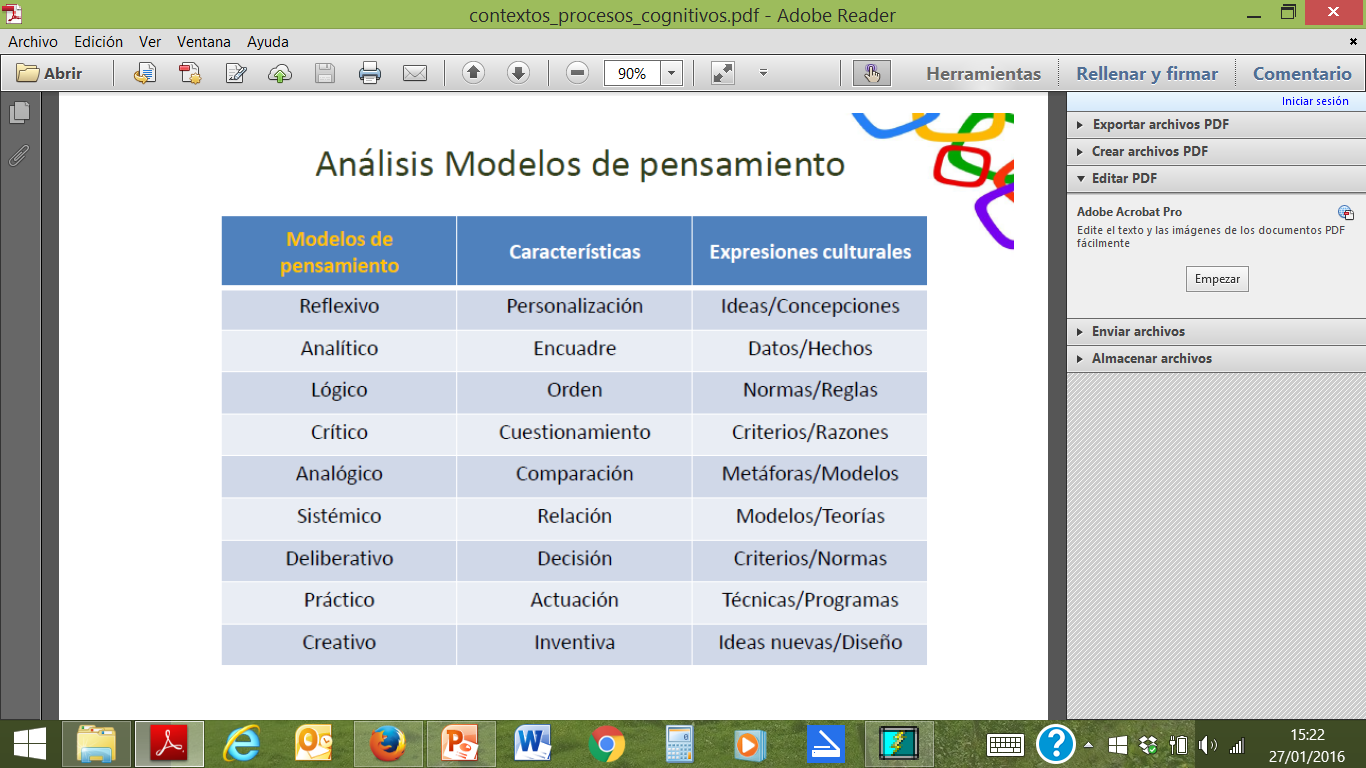 contextos_procesos_cognitivos.pdf - Adobe Reader
Archivo Edición Ver Ventana Ayuda
Abrir 90% Herramientas Rellenar y firmar Comentario
Iniciar sesión
Exportar archivos PDF
Crear archivos PDF
Editar PDF
Adobe Acrobat Pro
Edite el texto y las imágenes de los documentos PDF
fácilmente
Empezar
Enviar archivos
Almacenar archivos
Análisis Modelos de pensamiento
Modelos de
pensamiento Características Expresiones culturales
Reflexivo Personalización Ideas/Concepciones
Analítico Encuadre Datos/Hechos
Lógico Orden Normas/Reglas
Crítico Cuestionamiento Criterios/Razones
Analógico Comparación Metáforas/Modelos
Sistémico Relación Modelos/Teorías
Deliberativo Decisión Criterios/Normas
Práctico Actuación Técnicas/Programas
Creativo Inventiva Ideas nuevas/Diseño
15:22
27/01/2016